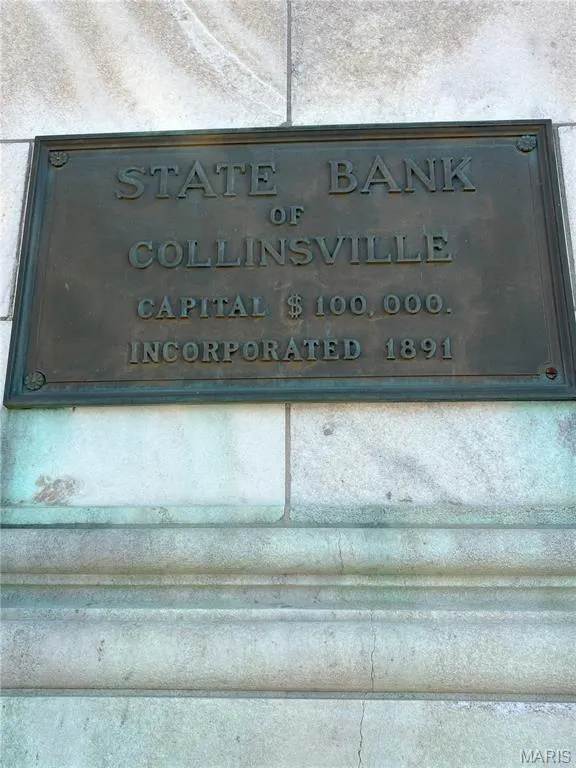 STATE BANK
OF
COLLINSVILLE
CAPITAL $100,000.
INCORPORATED 1891
MARIS